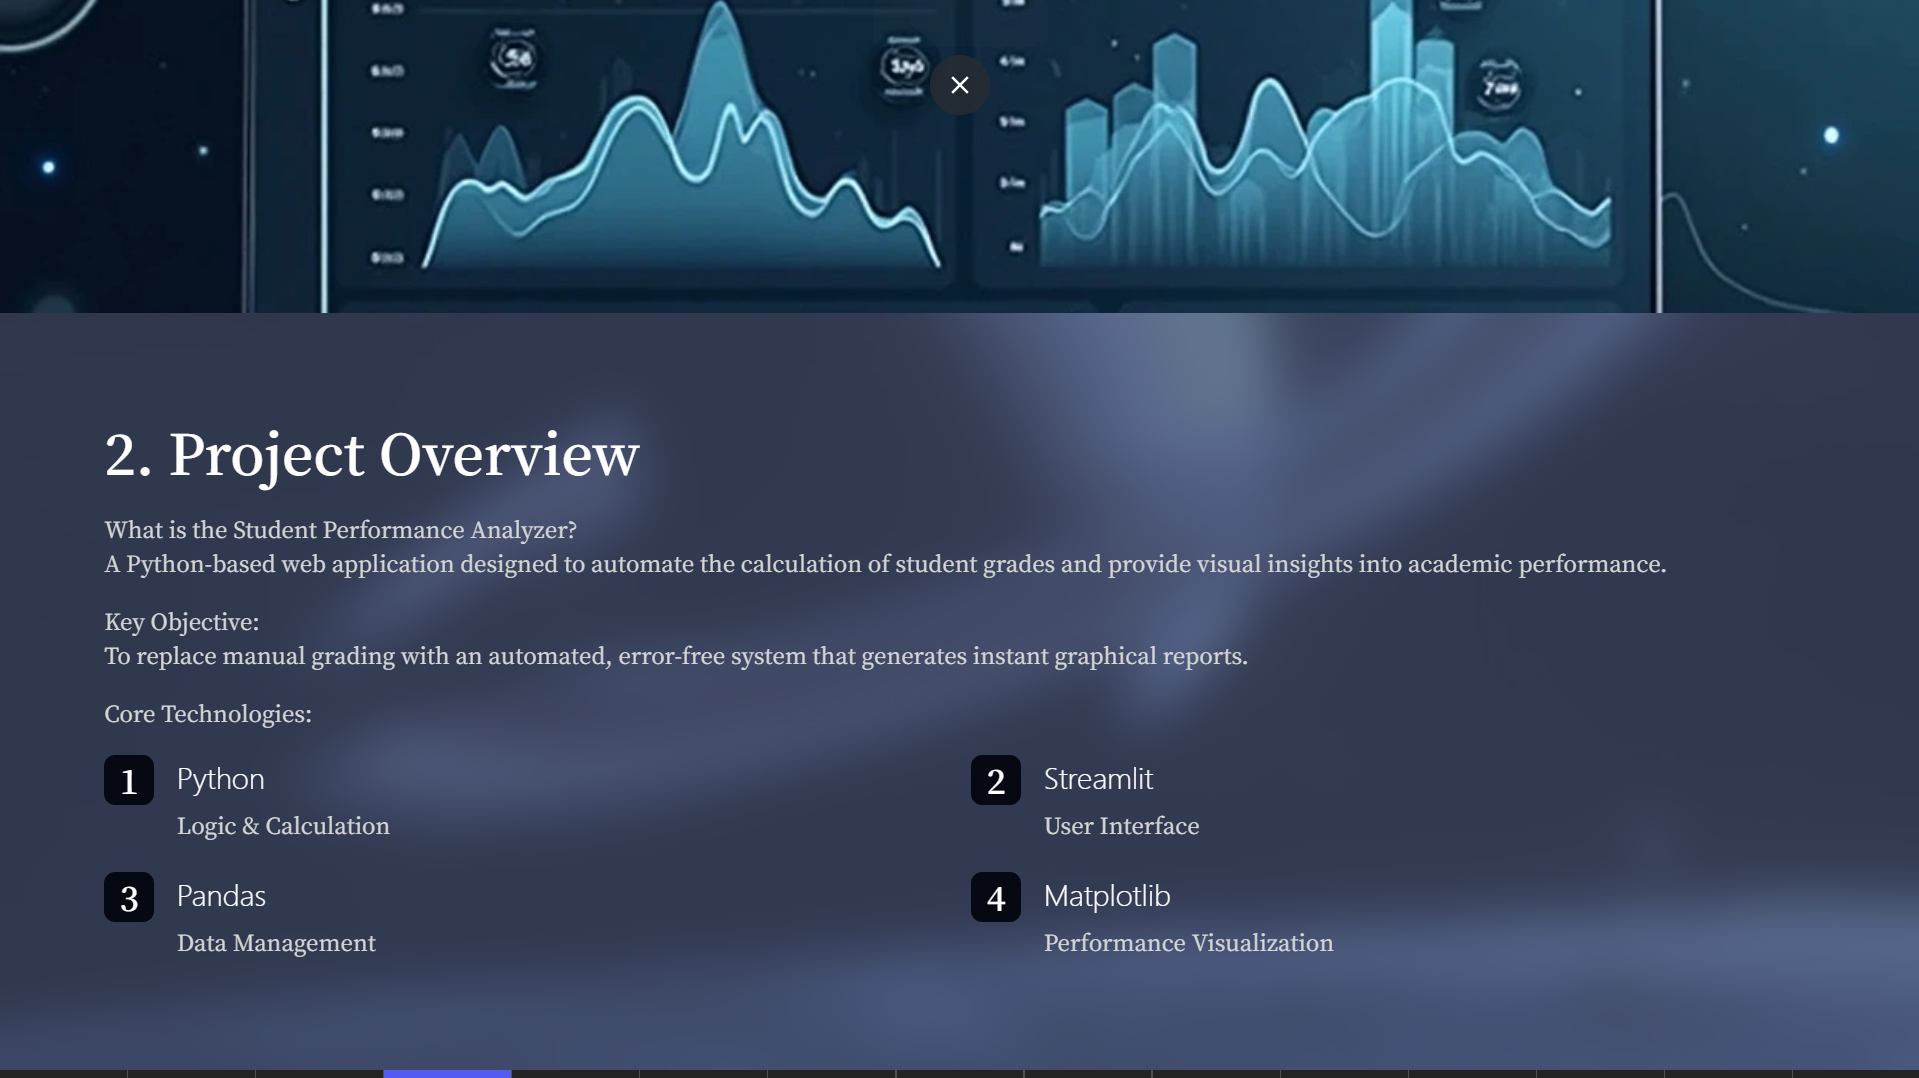 2. Project Overview
What is the Student Performance Analyzer?
A Python-based web application designed to automate the calculation of student grades and provide visual insights into academic performance.
Key Objective:
To replace manual grading with an automated, error-free system that generates instant graphical reports.
Core Technologies:
1 Python
Logic & Calculation
2 Streamlit
User Interface
3 Pandas
Data Management
4 Matplotlib
Performance Visualization